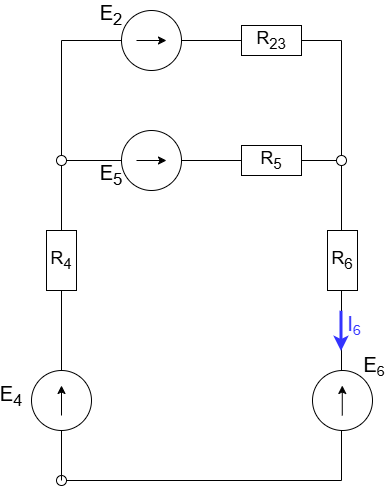 E₂
R₂₃
E₅
R₅
R₄
R₆
I₆
E₄
E₆